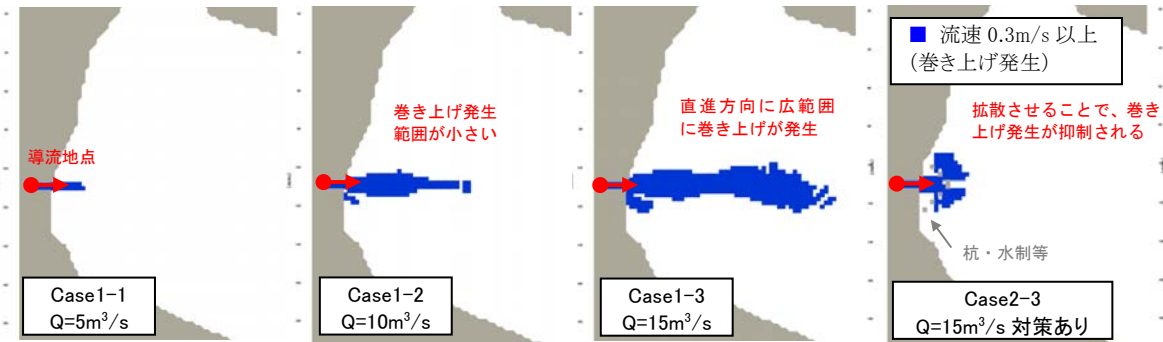 導流地点
Case1-1
Q=5m³/s
巻き上げ発生
範囲が小さい
Case1-2
Q=10m³/s
直進方向に広範囲
に巻き上げが発生
Case1-3
Q=15m³/s
■ 流速 0.3m/s 以上
(巻き上げ発生)
拡散させることで、巻き
上げ発生が抑制される
杭・水制等
Case2-3
Q=15m³/s 対策あり